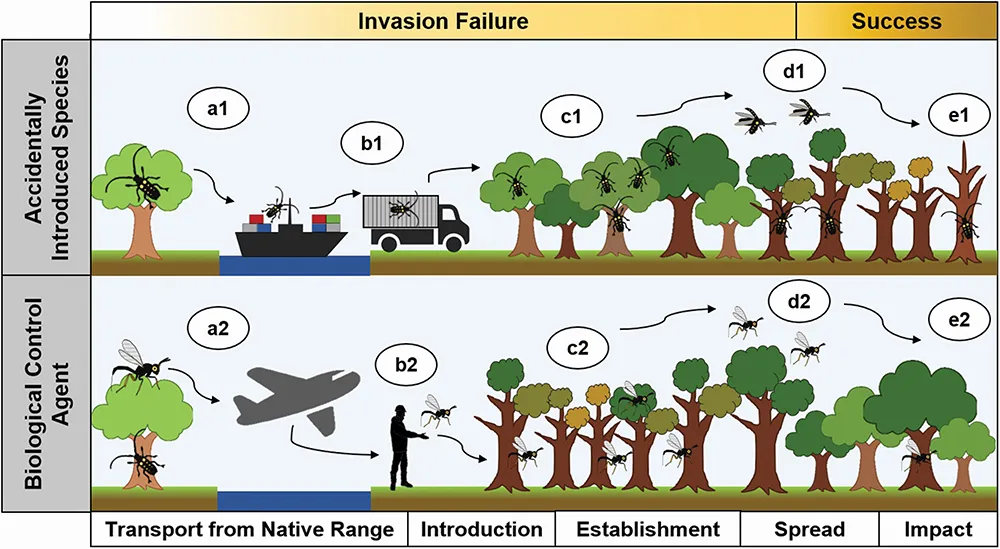 Invasion Failure
Success
Accidentally
Introduced Species
a1
b1
c1
d1
e1
Biological Control
Agent
a2
b2
c2
d2
e2
Transport from Native Range
Introduction
Establishment
Spread
Impact